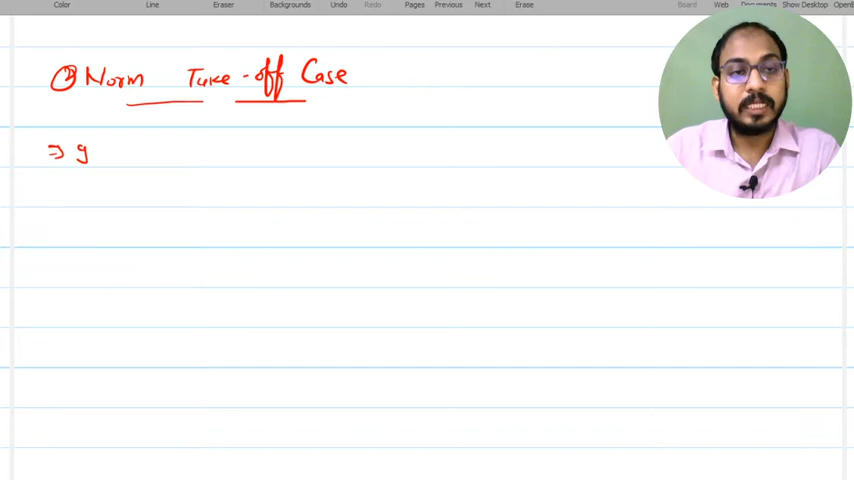 Color Line Eraser Backgrounds Undo Redo Pages Previous Next Erase Board Web Documents Show Desktop
② Norm Take-off Case
⇒ g